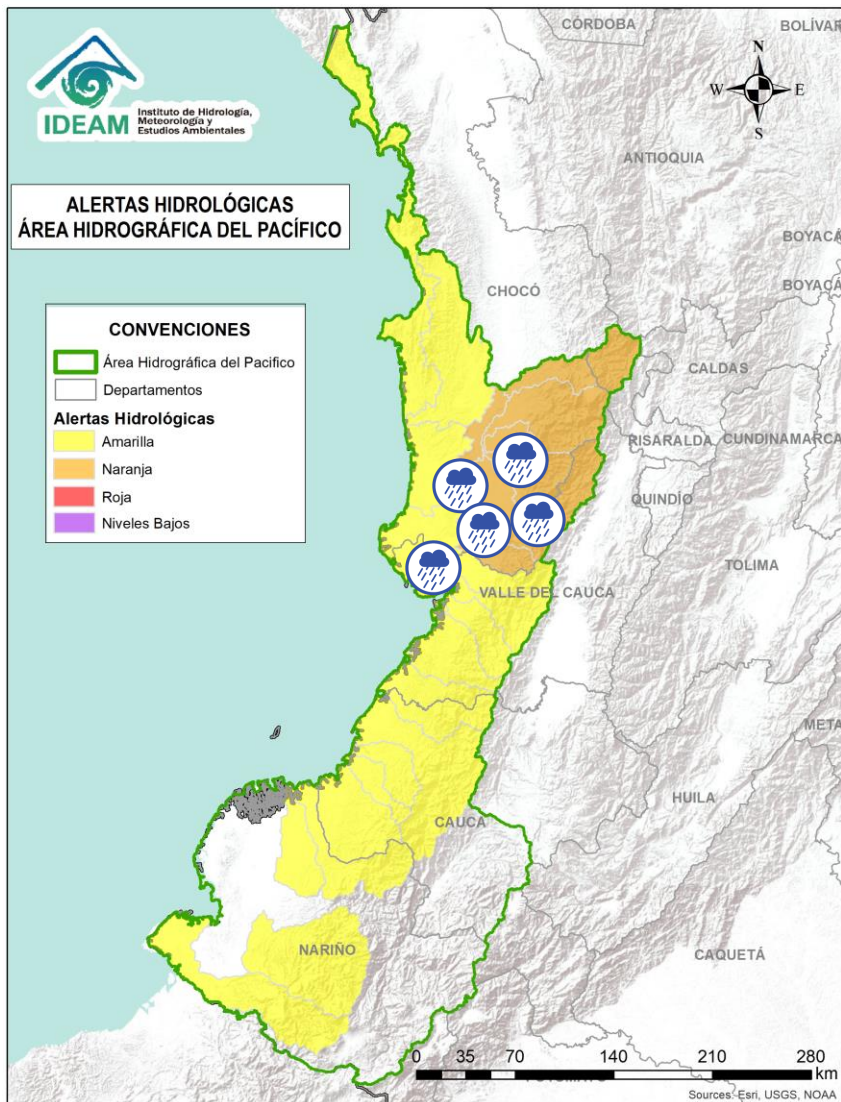 CÓRDOBA
BOLÍVAR
IDEAM
Instituto de Hidrología,
Meteorología y
Estudios Ambientales
N
W E
S
ANTIOQUIA
ALERTAS HIDROLÓGICAS
ÁREA HIDROGRÁFICA DEL PACÍFICO
BOYACÁ
BOYACÁ
CHOCÓ
CONVENCIONES
Área Hidrográfica del Pacifico
Departamentos
Alertas Hidrológicas
Amarilla
Naranja
Roja
Niveles Bajos
CALDAS
RISARALDA
CUNDINAMARCA
QUINDÍO
TOLIMA
VALLE DEL CAUCA
META
HUILA
CAUCA
NARIÑO
CAQUETÁ
0 35 70 140 210 280
km
Sources: Esri, USGS, NOAA